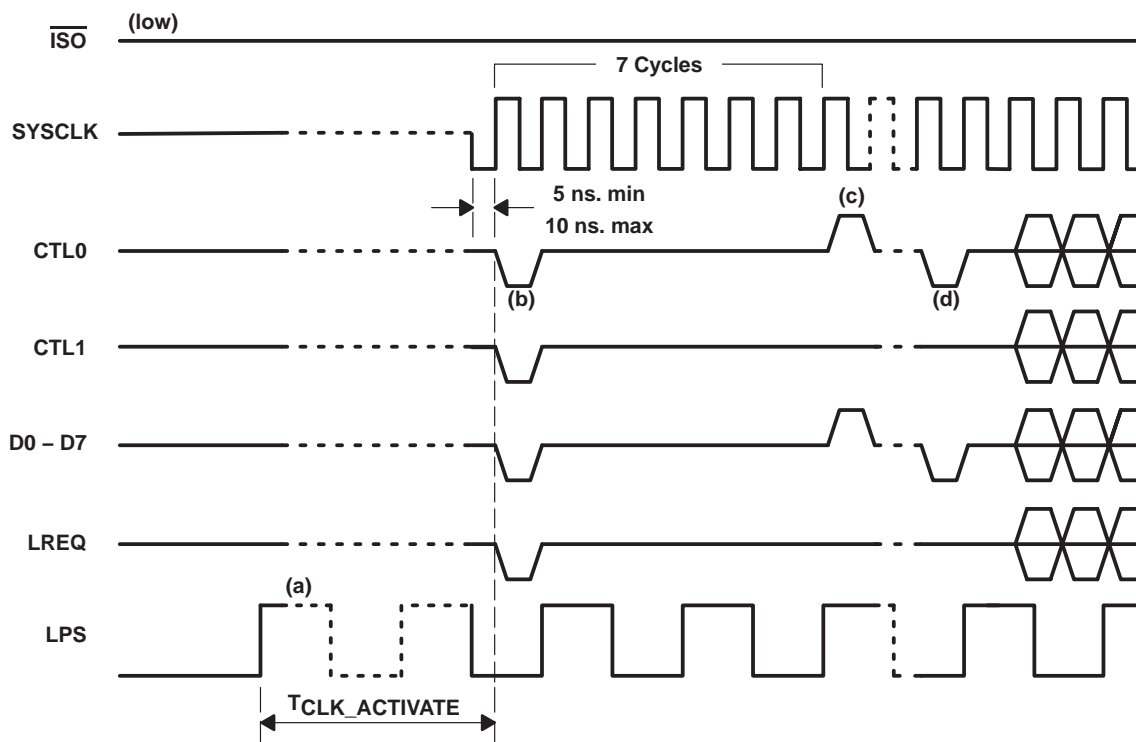 (low)
ISO
7 Cycles
SYSCLK
5 ns. min
10 ns. max
(c)
CTL0
(b)
(d)
CTL1
D0 – D7
LREQ
(a)
LPS
TCLK_ACTIVATE